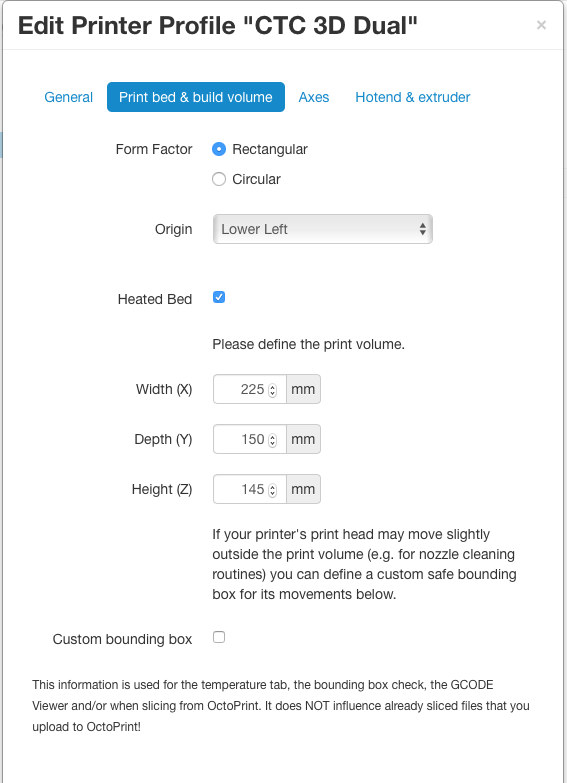 Edit Printer Profile "CTC 3D Dual" ×
General Print bed & build volume Axes Hotend & extruder
Form Factor Rectangular
Circular
Origin Lower Left
Heated Bed
Please define the print volume.
Width (X) 225 mm
Depth (Y) 150 mm
Height (Z) 145 mm
If your printer's print head may move slightly
outside the print volume (e.g. for nozzle cleaning
routines) you can define a custom safe bounding
box for its movements below.
Custom bounding box
This information is used for the temperature tab, the bounding box check, the GCODE
Viewer and/or when slicing from OctoPrint. It does NOT influence already sliced files that you
upload to OctoPrint!